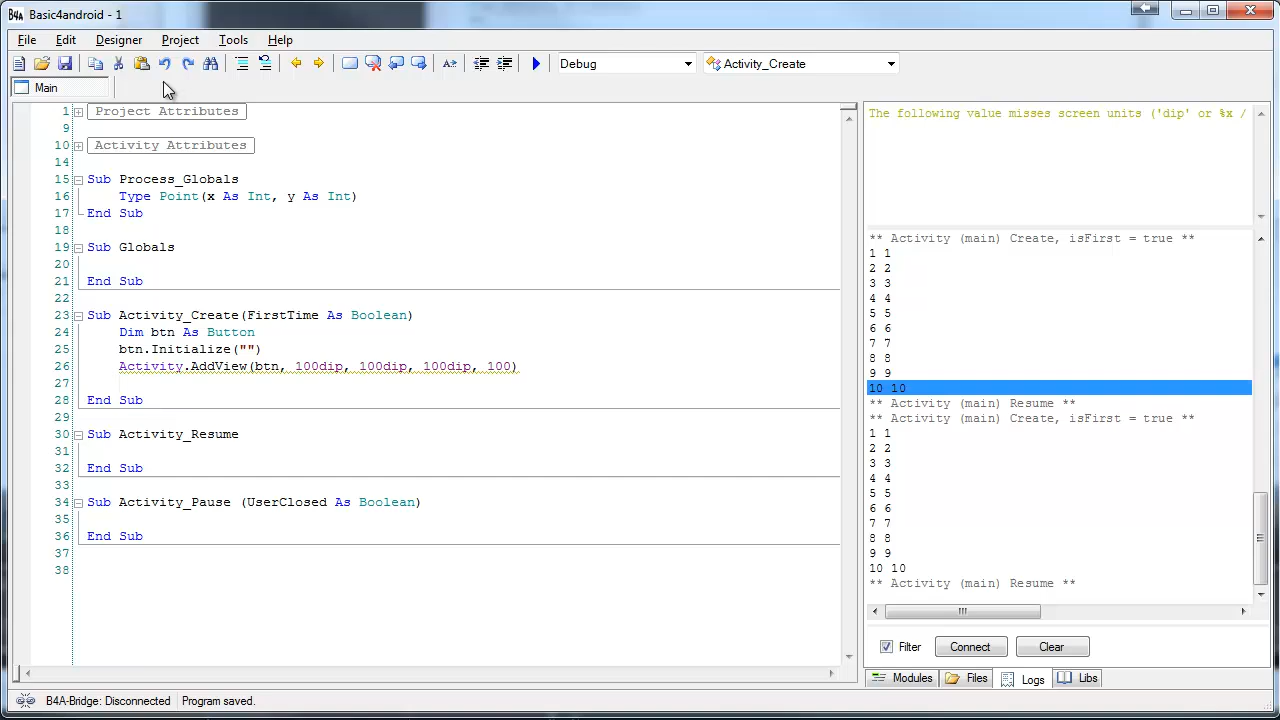 B4A Basic4android - 1
File Edit Designer Project Tools Help
Debug Activity_Create
Main
1 Project Attributes
9
10 Activity Attributes
14
15 Sub Process_Globals
16 Type Point(x As Int, y As Int)
17 End Sub
18
19 Sub Globals
20
21 End Sub
22
23 Sub Activity_Create(FirstTime As Boolean)
24 Dim btn As Button
25 btn.Initialize("")
26 Activity.AddView(btn, 100dip, 100dip, 100dip, 100)
27
28 End Sub
29
30 Sub Activity_Resume
31
32 End Sub
33
34 Sub Activity_Pause (UserClosed As Boolean)
35
36 End Sub
37
38
The following value misses screen units ('dip' or %x /
** Activity (main) Create, isFirst = true **
1 1
2 2
3 3
4 4
5 5
6 6
7 7
8 8
9 9
10 10
** Activity (main) Resume **
** Activity (main) Create, isFirst = true **
1 1
2 2
3 3
4 4
5 5
6 6
7 7
8 8
9 9
10 10
** Activity (main) Resume **
Filter Connect Clear
Modules Files Logs Libs
B4A-Bridge: Disconnected Program saved.